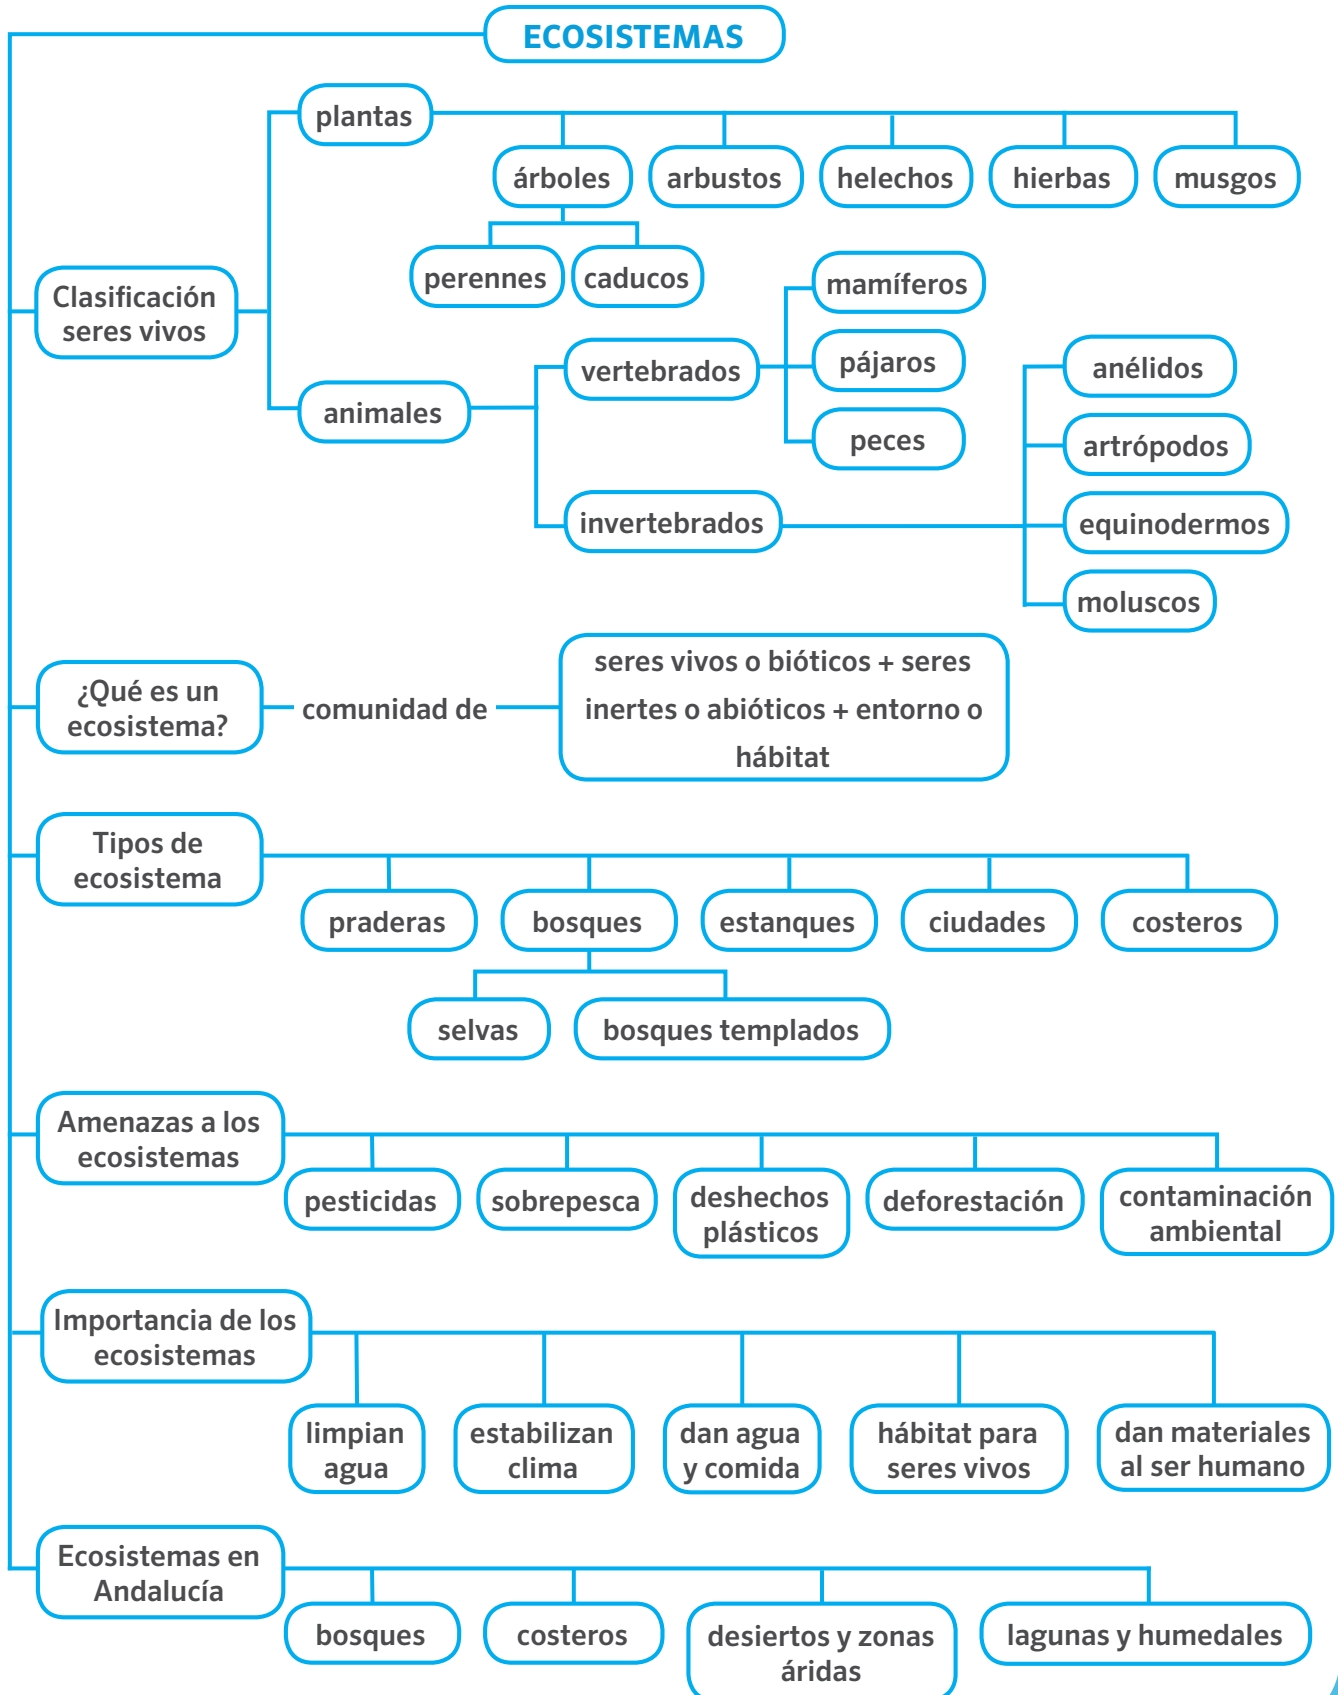 ECOSISTEMAS
plantas
árboles
arbustos
helechos
hierbas
musgos
perennes
caducos
Clasificación
seres vivos
mamíferos
vertebrados
pájaros
peces
animales
anélidos
artrópodos
invertebrados
equinodermos
moluscos
¿Qué es un
ecosistema?
comunidad de
seres vivos o bióticos + seres
inertes o abióticos + entorno o
hábitat
Tipos de
ecosistema
praderas
bosques
estanques
ciudades
costeros
selvas
bosques templados
Amenazas a los
ecosistemas
pesticidas
sobrepesca
deshechos
plásticos
deforestación
contaminación
ambiental
Importancia de los
ecosistemas
limpian
agua
estabilizan
clima
dan agua
y comida
hábitat para
seres vivos
dan materiales
al ser humano
Ecosistemas en
Andalucía
bosques
costeros
desiertos y zonas
áridas
lagunas y humedales